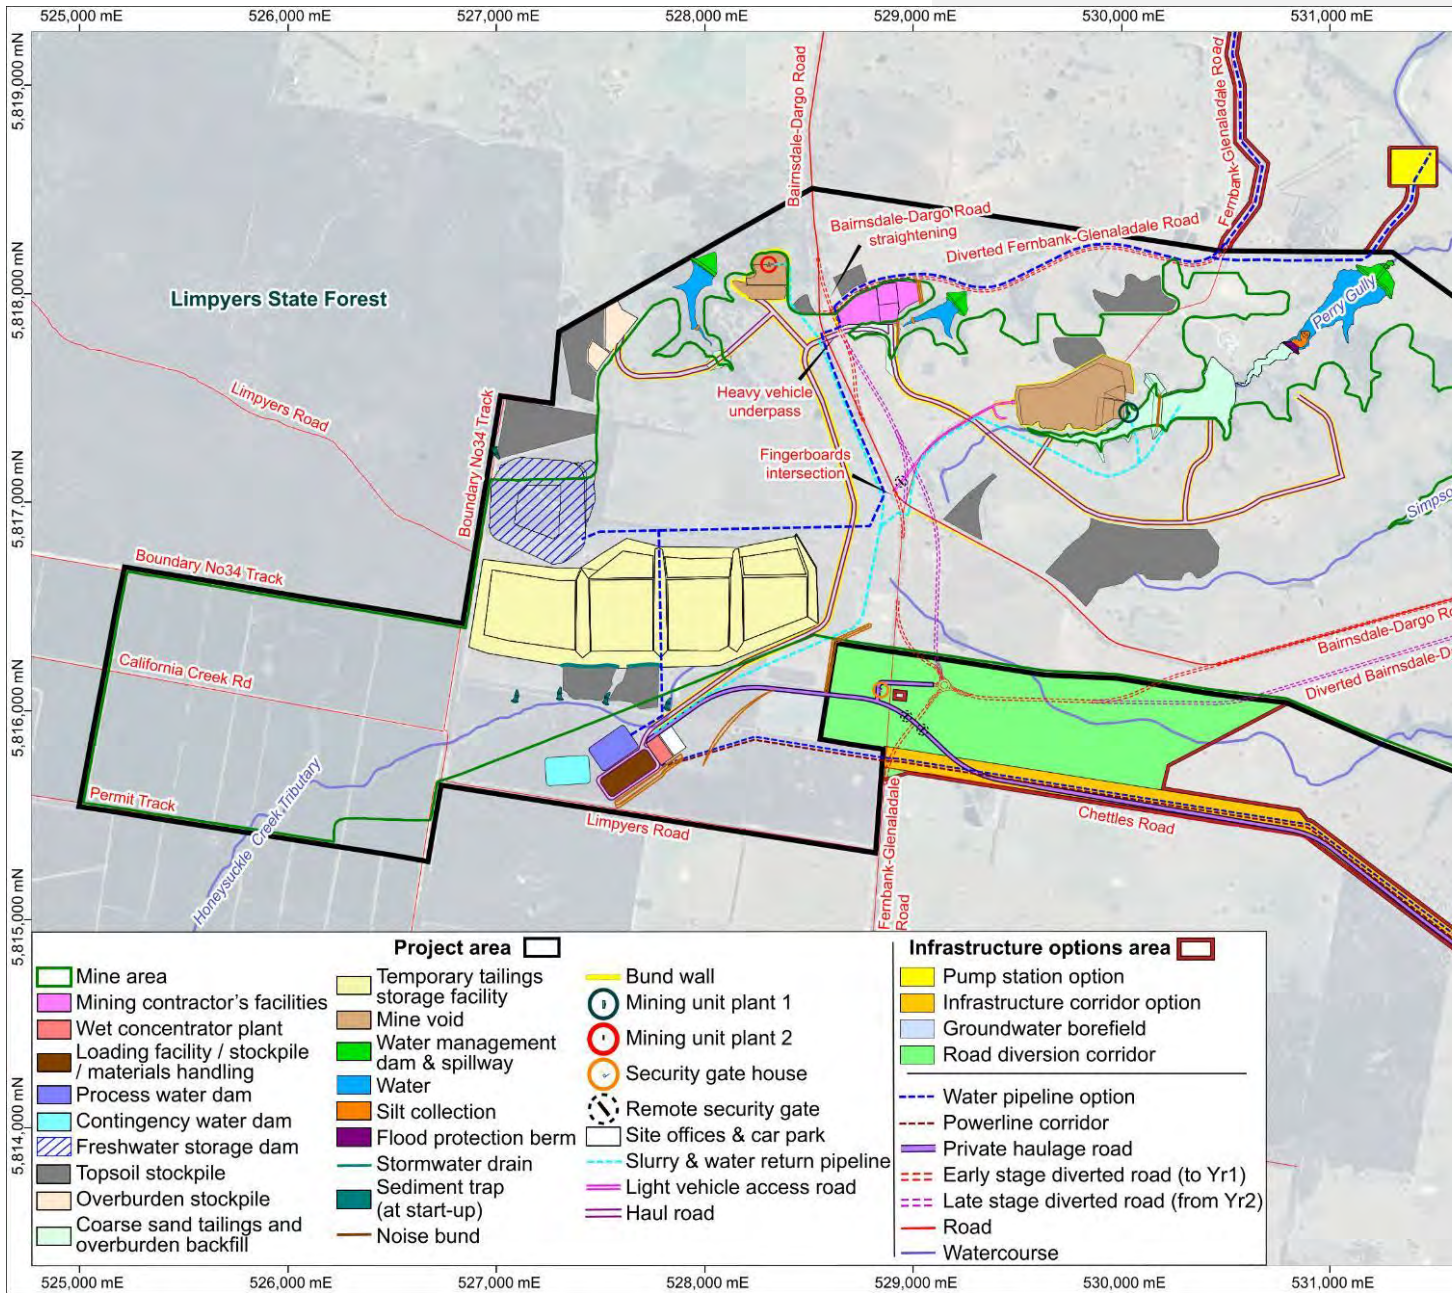 525,000 mE
526,000 mE
527,000 mE
528,000 mE
529,000 mE
530,000 mE
531,000 mE
5,819,000 mN
5,818,000 mN
5,817,000 mN
5,816,000 mN
5,815,000 mN
5,814,000 mN
Bairnsdale-Dargo Road
Fernbank-Glenaladale Road
Bairnsdale-Dargo Road
straightening
Diverted Fernbank-Glenaladale Road
Limpyers State Forest
Perry Gully
Limpyers Road
Heavy vehicle
underpass
Boundary No34 Track
Fingerboards
intersection
Simpso
Boundary No34 Track
California Creek Rd
Bairnsdale-Dargo Ro
Diverted Bairnsdale-D
Permit Track
Honeysuckle Creek Tributary
Limpyers Road
Chettles Road
Fernbank-Glenaladale
Road
Project area
Mine area
Mining contractor's facilities
Wet concentrator plant
Loading facility / stockpile
/ materials handling
Process water dam
Contingency water dam
Freshwater storage dam
Topsoil stockpile
Overburden stockpile
Coarse sand tailings and
overburden backfill
Temporary tailings
storage facility
Mine void
Water management
dam & spillway
Water
Silt collection
Flood protection berm
Stormwater drain
Sediment trap
(at start-up)
Noise bund
Bund wall
Mining unit plant 1
Mining unit plant 2
Security gate house
Remote security gate
Site offices & car park
Slurry & water return pipeline
Light vehicle access road
Haul road
Infrastructure options area
Pump station option
Infrastructure corridor option
Groundwater borefield
Road diversion corridor
Water pipeline option
Powerline corridor
Private haulage road
Early stage diverted road (to Yr1)
Late stage diverted road (from Yr2)
Road
Watercourse
525,000 mE
526,000 mE
527,000 mE
528,000 mE
529,000 mE
530,000 mE
531,000 mE